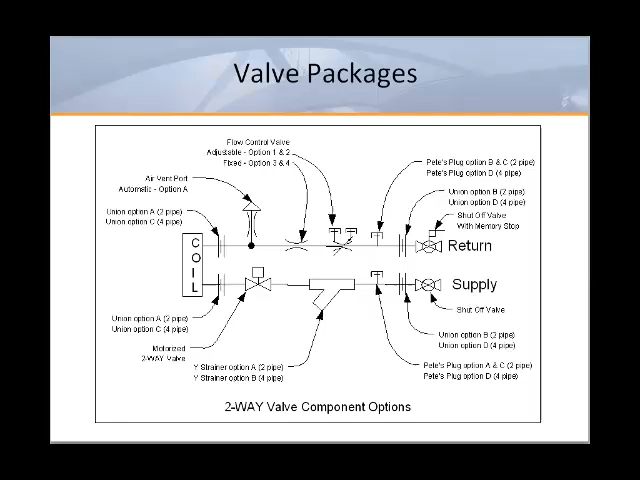 Valve Packages
Flow Control Valve
Adjustable - Option 1 & 2
Fixed - Option 3 & 4
Pete's Plug option B & C (2 pipe)
Pete's Plug option D (4 pipe)
Air Vent Port
Automatic - Option A
Union option B (2 pipe)
Union option D (4 pipe)
Union option A (2 pipe)
Union option C (4 pipe)
Shut Off Valve
With Memory Stop
COIL
Return
Supply
Shut Off Valve
Union option A (2 pipe)
Union option C (4 pipe)
Union option B (2 pipe)
Union option D (4 pipe)
Motorized
2-WAY Valve
Y Strainer option A (2 pipe)
Y Strainer option B (4 pipe)
Pete's Plug option A & C (2 pipe)
Pete's Plug option D (4 pipe)
2-WAY Valve Component Options